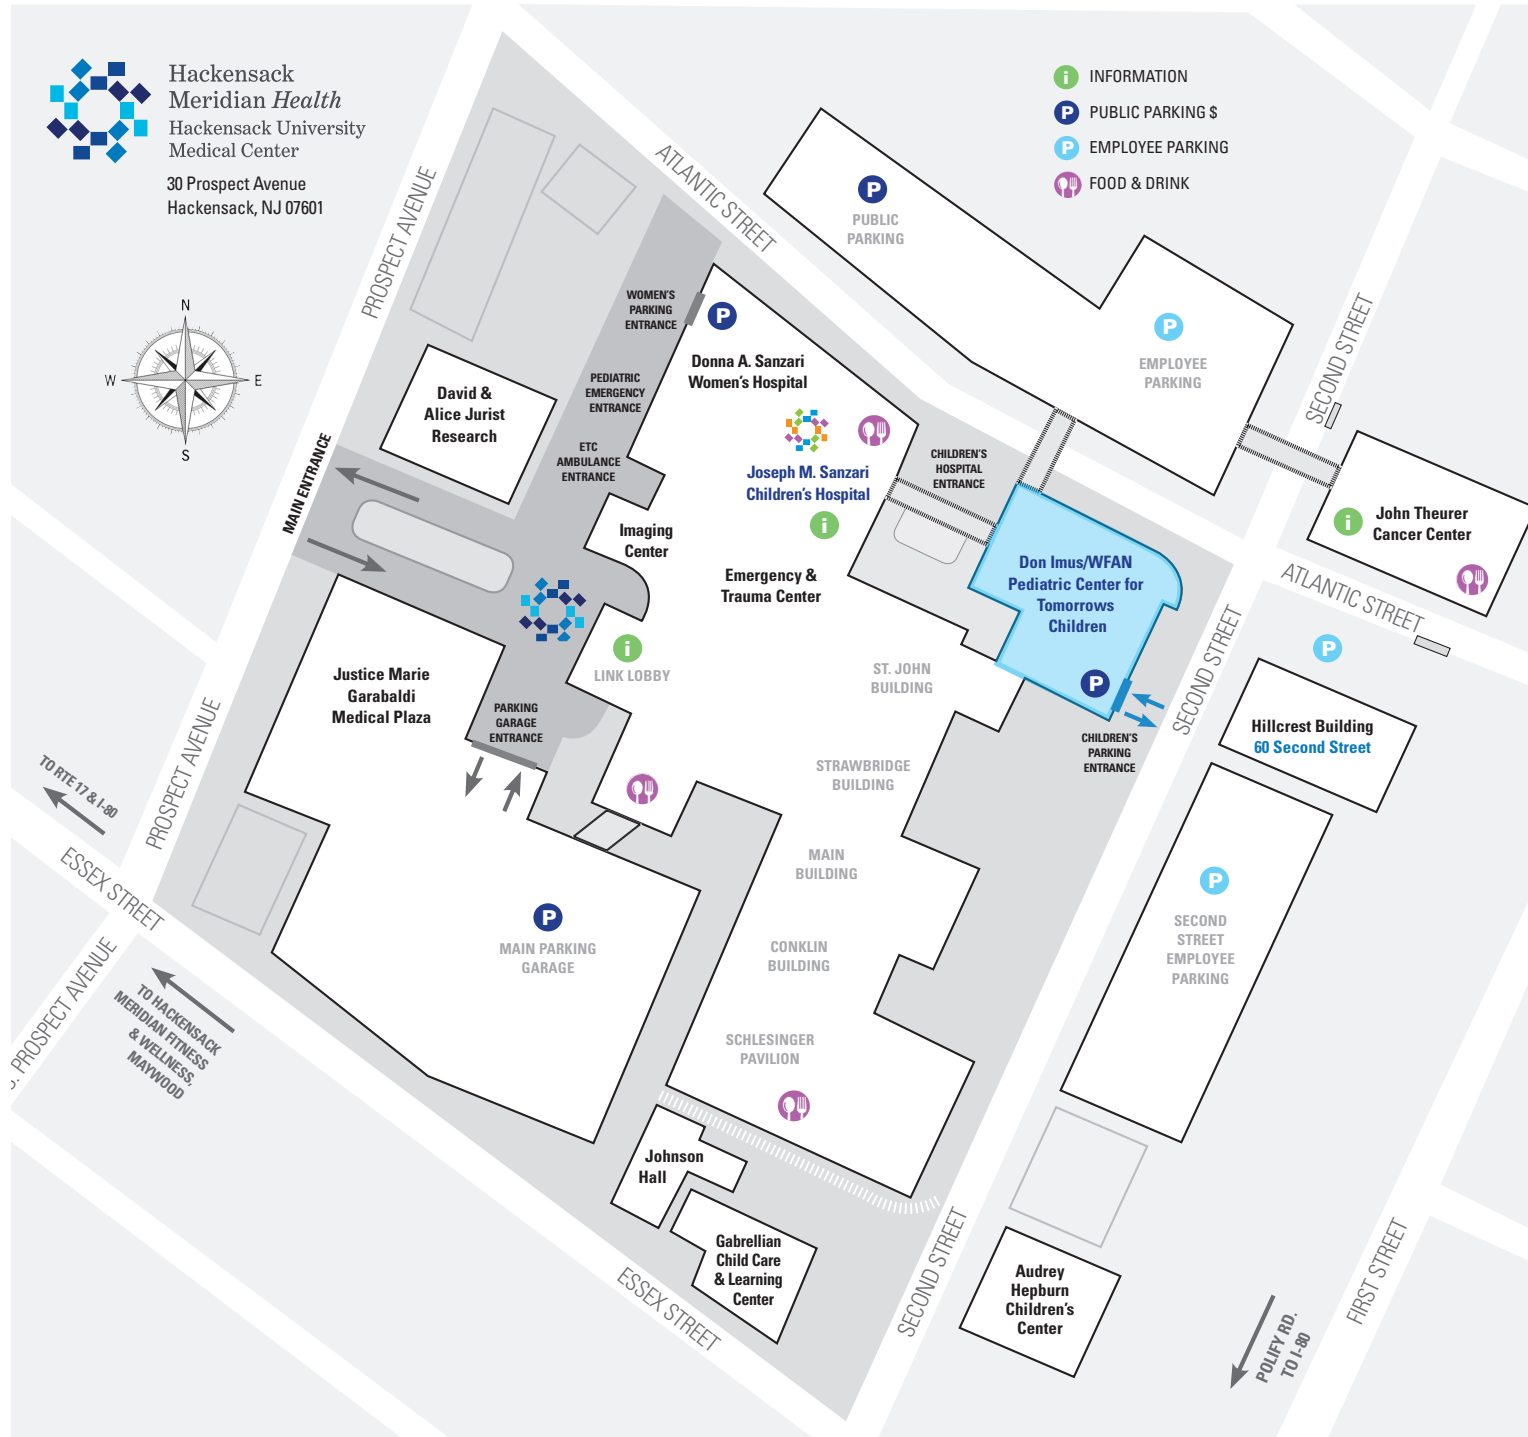 Hackensack
Meridian Health
Hackensack University
Medical Center
30 Prospect Avenue
Hackensack, NJ 07601
i INFORMATION
P PUBLIC PARKING $
P EMPLOYEE PARKING
FOOD & DRINK
N
W
E
S
PROSPECT AVENUE
ATLANTIC STREET
P
PUBLIC
PARKING
P
EMPLOYEE
PARKING
SECOND STREET
WOMEN'S
PARKING
ENTRANCE
P
Donna A. Sanzari
Women's Hospital
PEDIATRIC
EMERGENCY
ENTRANCE
David &
Alice Jurist
Research
ETC
AMBULANCE
ENTRANCE
MAIN ENTRANCE
Joseph M. Sanzari
Children's Hospital
i
CHILDREN'S
HOSPITAL
ENTRANCE
Imaging
Center
Emergency &
Trauma Center
Don Imus/WFAN
Pediatric Center for
Tomorrows
Children
P
i
John Theurer
Cancer Center
ATLANTIC STREET
P
i
LINK LOBBY
ST. JOHN
BUILDING
SECOND STREET
Justice Marie
Garabaldi
Medical Plaza
PARKING
GARAGE
ENTRANCE
CHILDREN'S
PARKING
ENTRANCE
Hillcrest Building
60 Second Street
STRAWBRIDGE
BUILDING
PROSPECT AVENUE
TO RTE 17 & I-80
ESSEX STREET
MAIN
BUILDING
P
SECOND
STREET
EMPLOYEE
PARKING
P
MAIN PARKING
GARAGE
CONKLIN
BUILDING
S. PROSPECT AVENUE
TO HACKENSACK
MERIDIAN FITNESS
& WELLNESS,
MAYWOOD
SCHLESINGER
PAVILION
Johnson
Hall
Gabrellian
Child Care
& Learning
Center
ESSEX STREET
SECOND STREET
Audrey
Hepburn
Children's
Center
FIRST STREET
POLIFY RD.
TO I-80